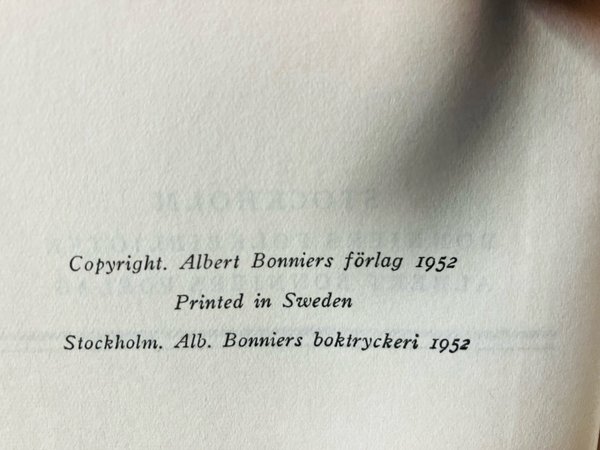 Copyright. Albert Bonniers förlag 1952
Printed in Sweden
Stockholm. Alb. Bonniers boktryckeri 1952